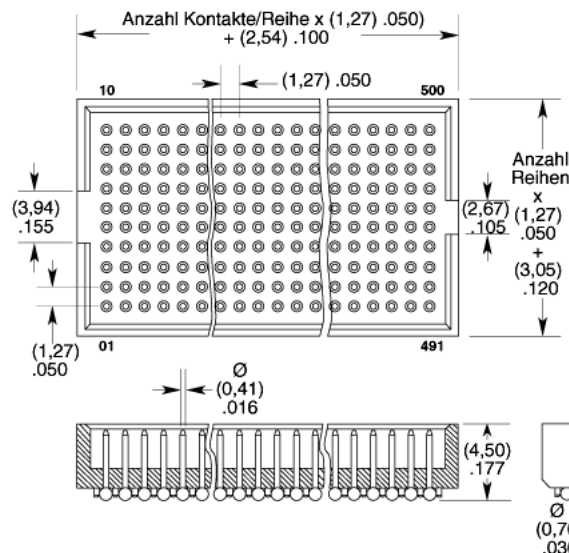 Anzahl Kontakte/Reihe x (1,27) .050)
+ (2,54) .100
10
(1,27) .050
500
Anzahl
Reihen
x
(1,27)
.050
+
(3,05)
.120
(3,94)
.155
(2,67)
.105
(1,27)
.050
01
491
Ø
(0,41)
.016
(4,50)
.177
Ø